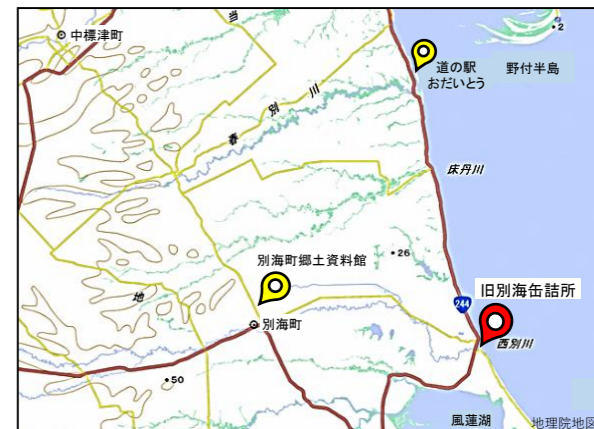 中標津町
2
道の駅
おだいとう
野付半島
春別川
床丹川
別海町郷土資料館
26
地
244
旧別海缶詰所
別海町
西別川
50
風蓮湖
地理院地図